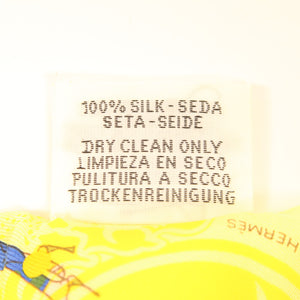 100% SILK - SEDA
SETA - SEIDE
DRY CLEAN ONLY
LIMPIEZA EN SECO
PULITURA A SECCO
TROCKENREINIGUNG
HERMÈS